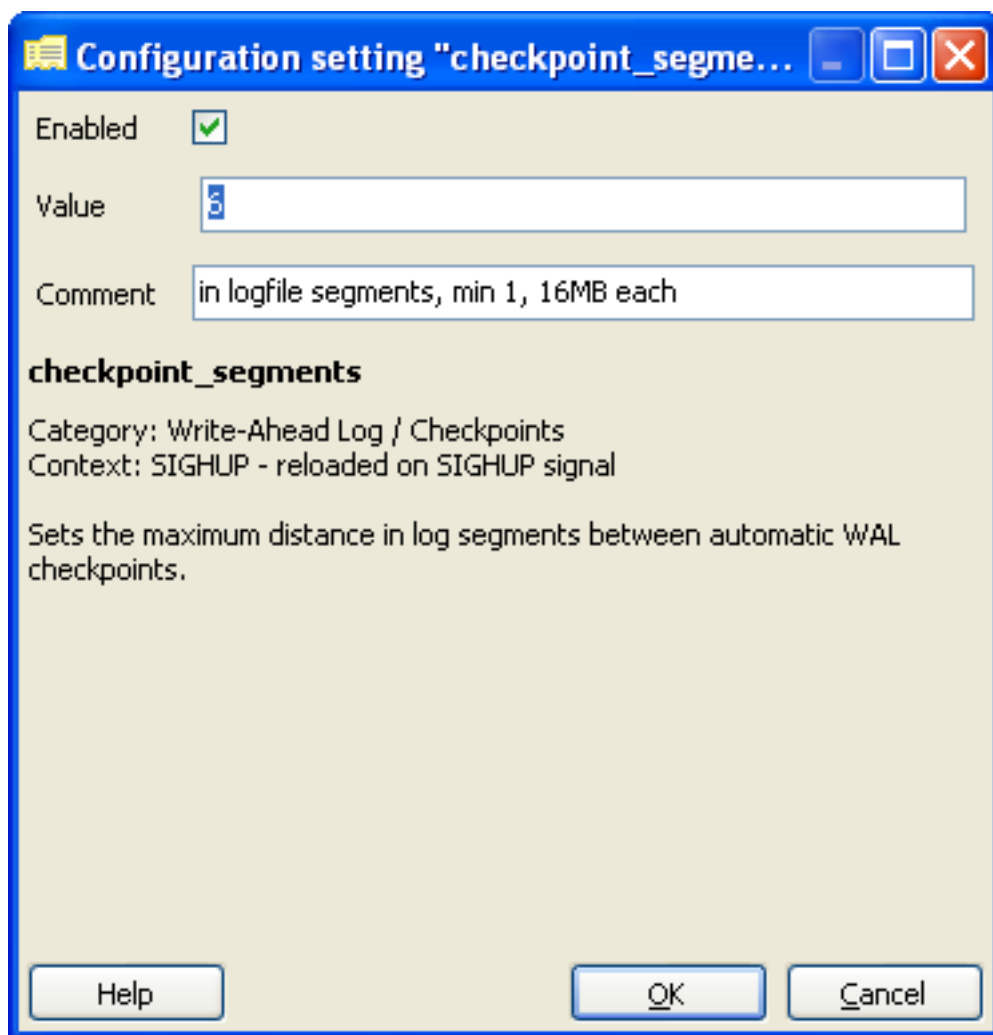 Configuration setting "checkpoint_segme...
Enabled
Value 6
Comment in logfile segments, min 1, 16MB each
checkpoint_segments
Category: Write-Ahead Log / Checkpoints
Context: SIGHUP - reloaded on SIGHUP signal
Sets the maximum distance in log segments between automatic WAL
checkpoints.
Help OK Cancel